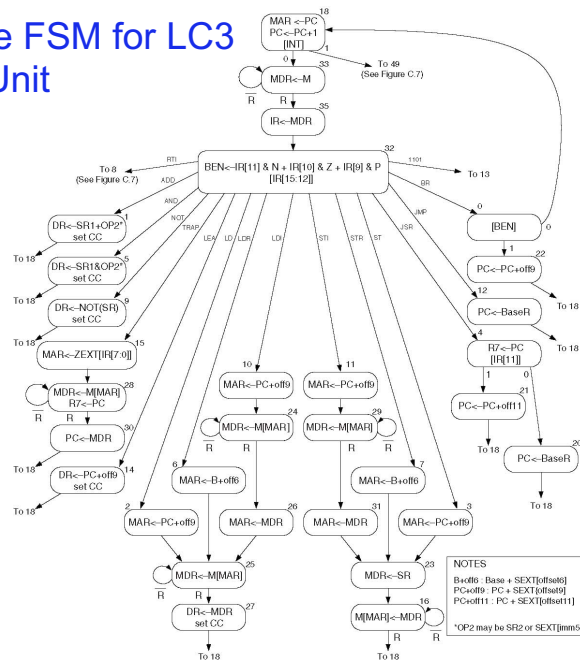 e FSM for LC3
Unit
18
MAR <–PC
PC<–PC+1
[INT]
0
1
To 49
(See Figure C.7)
33
MDR<–M
R
R
35
IR<–MDR
32
BEN<–IR[11] & N + IR[10] & Z + IR[9] & P
[IR[15:12]]
RTI
To 8
(See Figure C.7)
1101
To 13
ADD
AND
NOT
TRAP
LEA
LD
LDR
LDI
STI
STR
ST
JSR
JMP
BR
1
DR<–SR1+OP2*
set CC
To 18
5
DR<–SR1&OP2*
set CC
To 18
9
DR<–NOT(SR)
set CC
To 18
15
MAR<–ZEXT[IR[7:0]]
28
MDR<–M[MAR]
R7<–PC
R
R
30
PC<–MDR
To 18
14
DR<–PC+off9
set CC
To 18
0
[BEN]
0
1
22
PC<–PC+off9
To 18
12
PC<–BaseR
To 18
4
R7<–PC
[IR[11]]
1
0
21
PC<–PC+off11
To 18
20
PC<–BaseR
To 18
10
MAR<–PC+off9
11
MAR<–PC+off9
24
MDR<–M[MAR]
R
R
29
MDR<–M[MAR]
R
R
6
MAR<–B+off6
7
MAR<–B+off6
2
MAR<–PC+off9
26
MAR<–MDR
31
MAR<–MDR
3
MAR<–PC+off9
25
MDR<–M[MAR]
R
R
23
MDR<–SR
27
DR<–MDR
set CC
To 18
16
M[MAR]<–MDR
R
R
To 18
NOTES
B+off6 : Base + SEXT[offset6]
PC+off9 : PC + SEXT[offset9]
PC+off11 : PC + SEXT[offset11]
*OP2 may be SR2 or SEXT[imm5